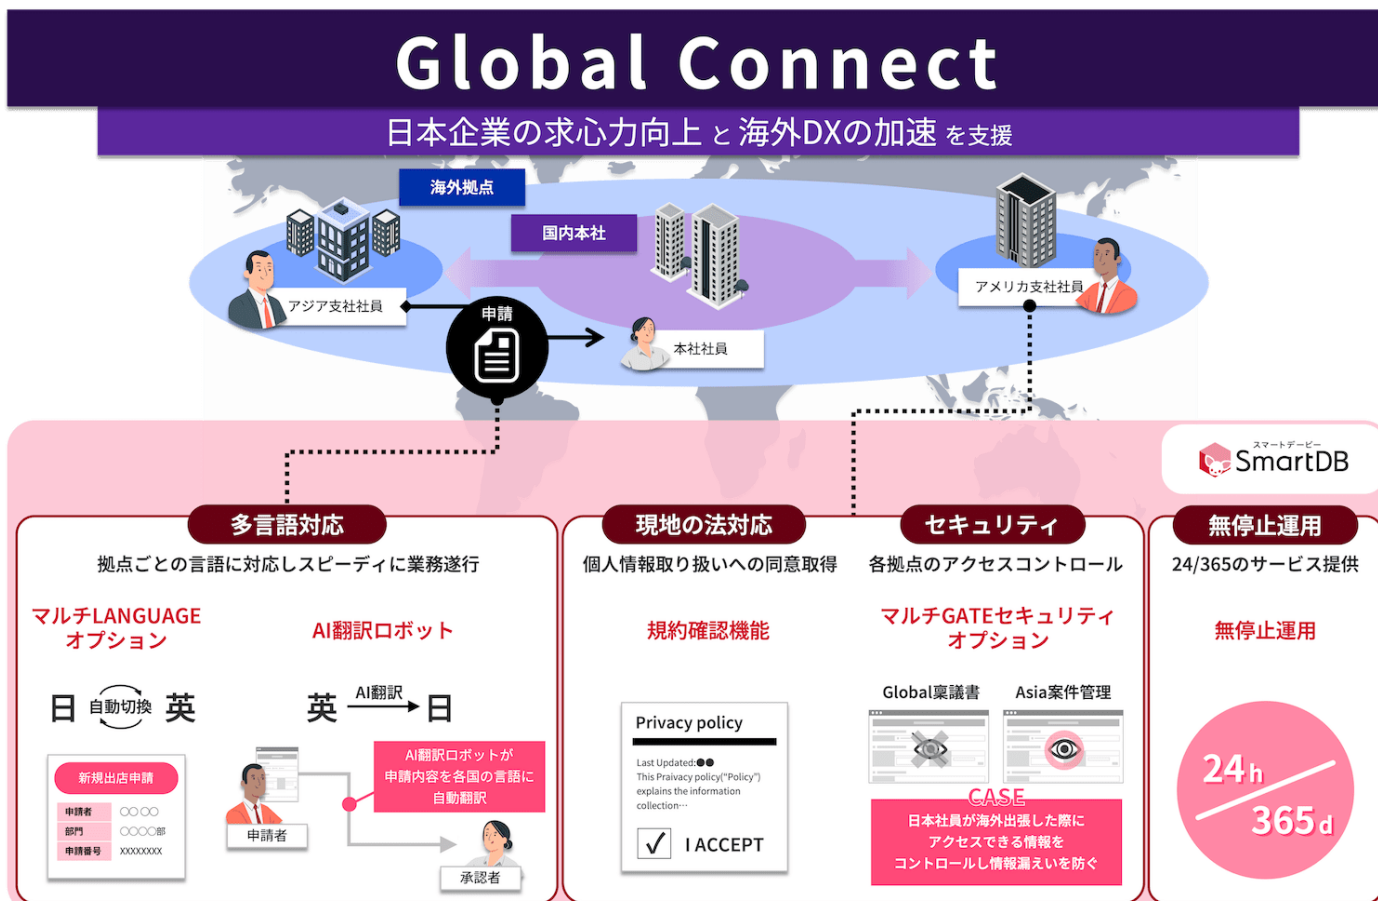 Global Connect
日本企業の求心力向上 と 海外DXの加速 を支援
海外拠点
国内本社
アジア支社社員
申請
本社社員
アメリカ支社社員
スマートデービー
SmartDB
多言語対応
拠点ごとの言語に対応しスピーディに業務遂行
マルチLANGUAGE
オプション
日 自動切換 英
新規出店申請
申請者 〇〇 〇〇
部門 〇〇〇〇部
申請番号 XXXXXXXX
AI翻訳ロボット
英 AI翻訳 日
AI翻訳ロボットが
申請内容を各国の言語に
自動翻訳
申請者
承認者
現地の法対応
個人情報取り扱いへの同意取得
規約確認機能
Privacy policy
Last Updated:●●
This Praivacy policy("Policy")
explains the information
collection…
✓ I ACCEPT
セキュリティ
各拠点のアクセスコントロール
マルチGATEセキュリティ
オプション
Global稟議書
Asia案件管理
CASE
日本社員が海外出張した際に
アクセスできる情報を
コントロールし情報漏えいを防ぐ
無停止運用
24/365のサービス提供
無停止運用
24h
365d